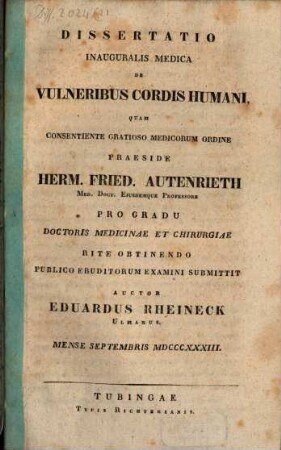 DISSERTATIO
INAUGURALIS MEDICA
DE
VULNERIBUS CORDIS HUMANI,
QUAM
CONSENTIENTE GRATIOSO MEDICORUM ORDINE
PRAESIDE
HERM. FRIED. AUTENRIETH
MED. DOCT. EJUSDEMQUE PROFESSORE
PRO GRADU
DOCTORIS MEDICINAE ET CHIRURGIAE
RITE OBTINENDO
PUBLICO ERUDITORUM EXAMINI SUBMITTIT
AUCTOR
EDUARDUS RHEINECK
ULMANUS.
MENSE SEPTEMBRIS MDCCCXXXIII.
TUBINGAE
TYPIS RICHTERIANIS.